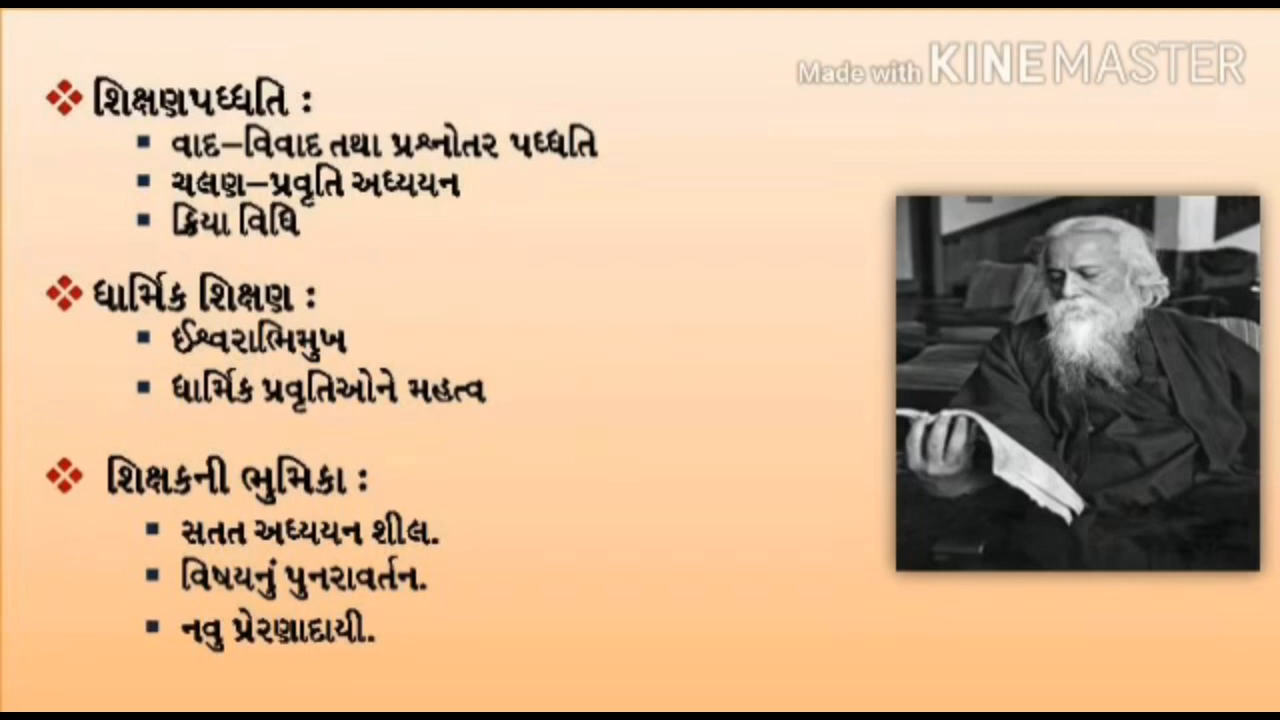 Made with KINEMASTER
શિક્ષણપધ્ધતિ :
વાદ–વિવાદ તથા પ્રશ્નોતર પધ્ધતિ
ચલણ–પ્રવૃતિ અધ્યયન
ક્રિયા વિધિ
ધાર્મિક શિક્ષણ :
ઈશ્વરાભિમુખ
ધાર્મિક પ્રવૃતિઓને મહત્વ
શિક્ષકની ભુમિકા :
સતત અધ્યયન શીલ.
વિષયનું પુનરાવર્તન.
નવુ પ્રેરણાદાયી.